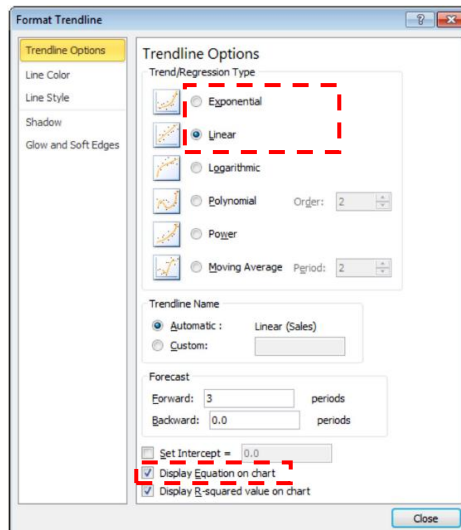 Format Trendline
Trendline Options
Line Color
Line Style
Shadow
Glow and Soft Edges
Trendline Options
Trend/Regression Type
Exponential
Linear
Logarithmic
Polynomial Order: 2
Power
Moving Average Period: 2
Trendline Name
Automatic : Linear (Sales)
Custom:
Forecast
Forward: 3 periods
Backward: 0.0 periods
Set Intercept = 0.0
Display Equation on chart
Display R-squared value on chart
Close